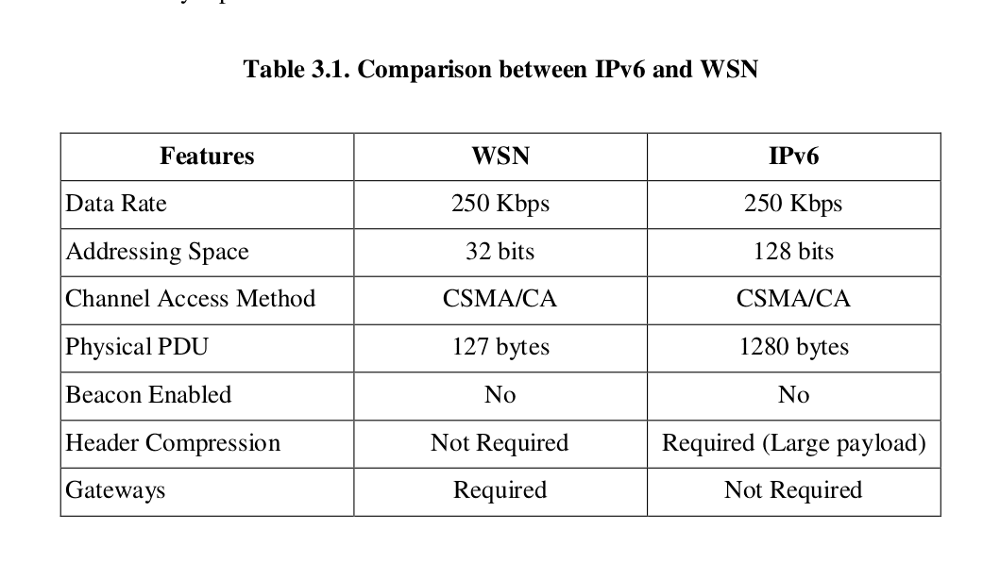 Table 3.1. Comparison between IPv6 and WSN
Features WSN IPv6
Data Rate 250 Kbps 250 Kbps
Addressing Space 32 bits 128 bits
Channel Access Method CSMA/CA CSMA/CA
Physical PDU 127 bytes 1280 bytes
Beacon Enabled No No
Header Compression Not Required Required (Large payload)
Gateways Required Not Required